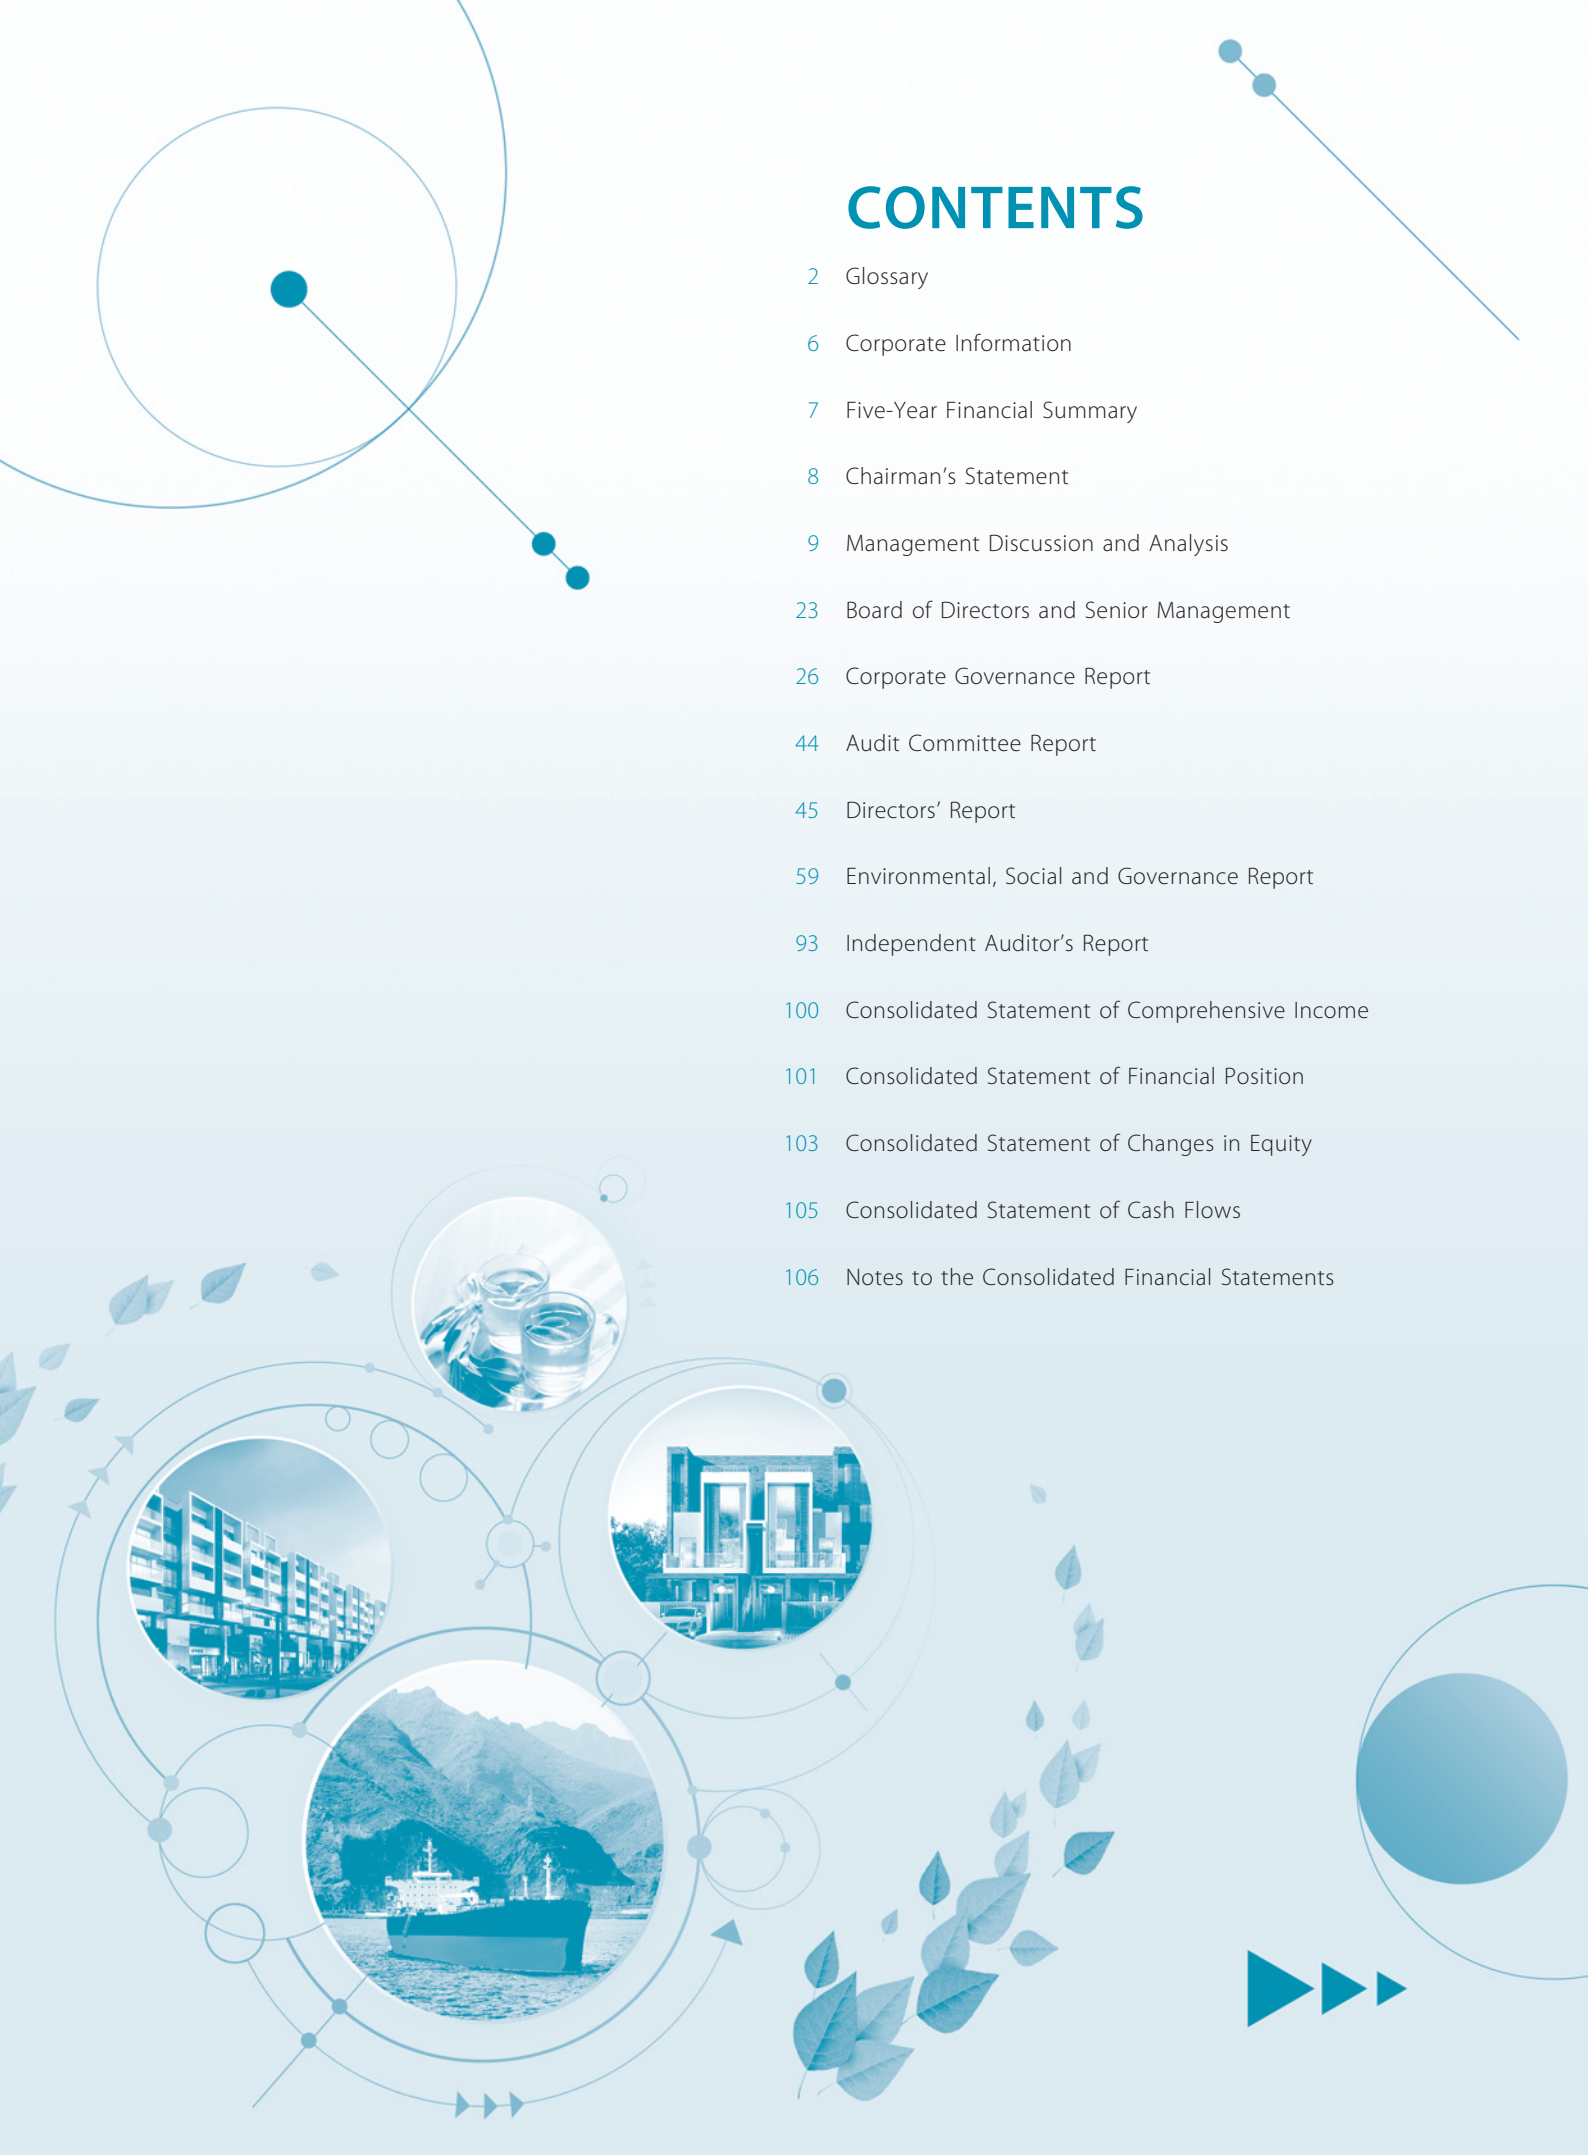 CONTENTS
2 Glossary
6 Corporate Information
7 Five-Year Financial Summary
8 Chairman’s Statement
9 Management Discussion and Analysis
23 Board of Directors and Senior Management
26 Corporate Governance Report
44 Audit Committee Report
45 Directors’ Report
59 Environmental, Social and Governance Report
93 Independent Auditor’s Report
100 Consolidated Statement of Comprehensive Income
101 Consolidated Statement of Financial Position
103 Consolidated Statement of Changes in Equity
105 Consolidated Statement of Cash Flows
106 Notes to the Consolidated Financial Statements